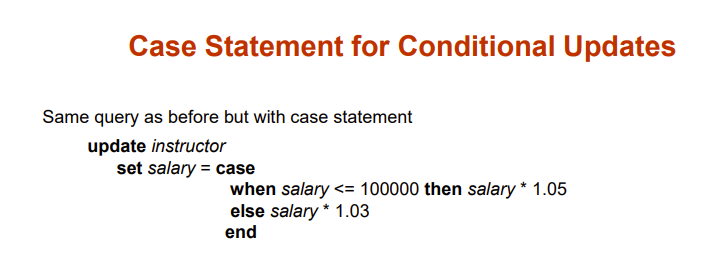 Case Statement for Conditional Updates
Same query as before but with case statement
update instructor
set salary = case
when salary <= 100000 then salary * 1.05
else salary * 1.03
end